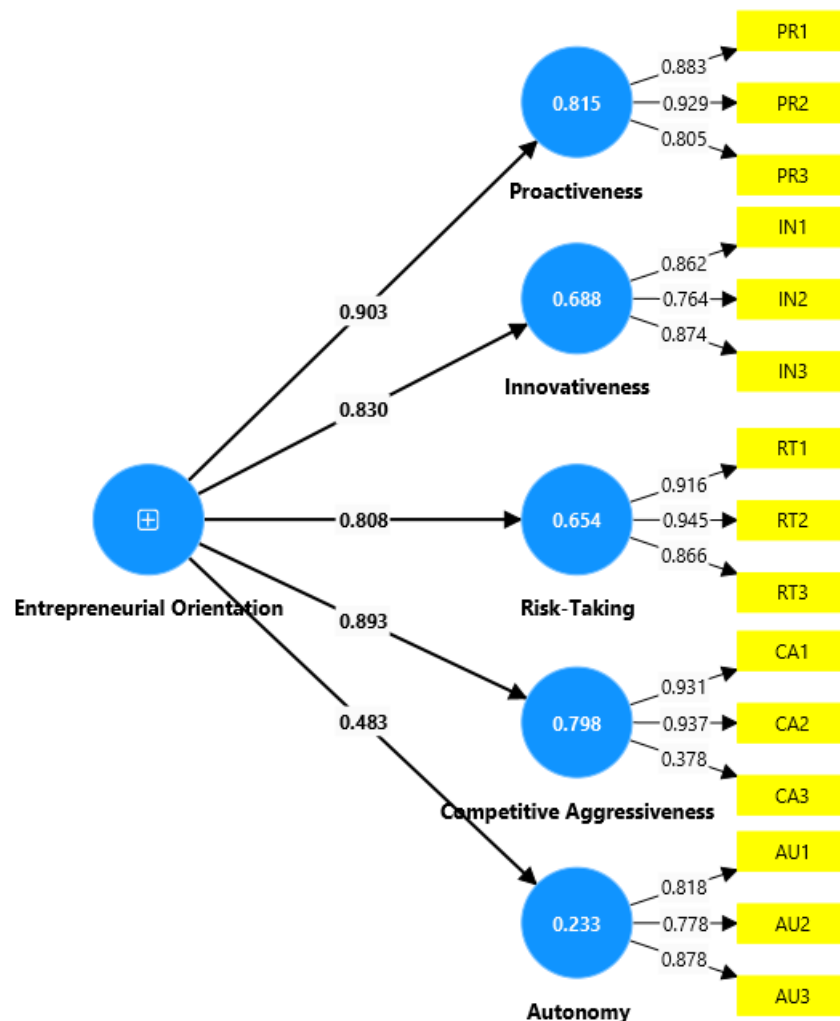 PR1
0.883
0.815
0.929
PR2
0.805
PR3
Proactiveness
IN1
0.862
0.903
0.688
0.764
IN2
0.874
IN3
Innovativeness
0.830
RT1
0.916
0.808
0.654
0.945
RT2
0.866
RT3
Entrepreneurial Orientation
Risk-Taking
0.893
CA1
0.931
0.483
0.798
0.937
CA2
0.378
CA3
Competitive Aggressiveness
AU1
0.818
0.233
0.778
AU2
0.878
AU3
Autonomy